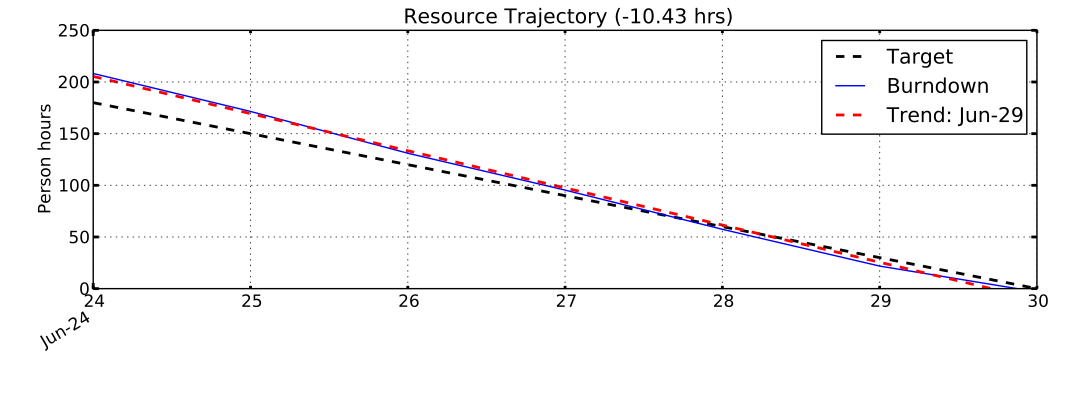 Resource Trajectory (-10.43 hrs)
Person hours
250
200
150
100
50
0
Target
Burndown
Trend: Jun-29
24 25 26 27 28 29 30
Jun-24